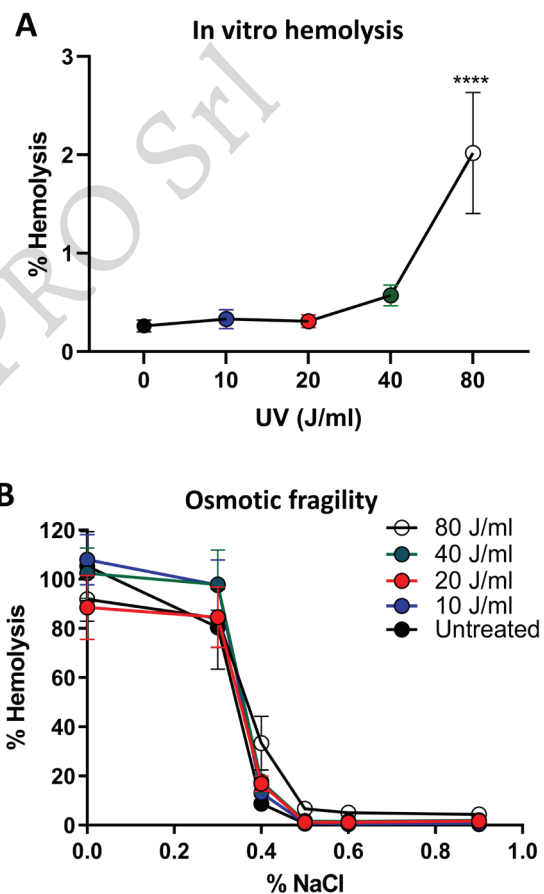 A
In vitro hemolysis
% Hemolysis
3
2
1
0
****
0 10 20 40 80
UV (J/ml)
PRO Srl
B
Osmotic fragility
% Hemolysis
120
100
80
60
40
20
0
80 J/ml
40 J/ml
20 J/ml
10 J/ml
Untreated
0.0 0.2 0.4 0.6 0.8 1.0
% NaCl